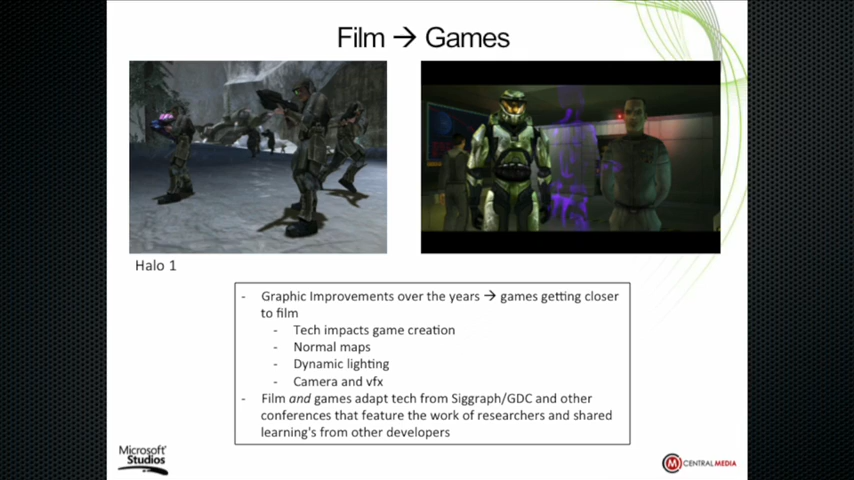 Film → Games
Halo 1
- Graphic Improvements over the years → games getting closer
to film
- Tech impacts game creation
- Normal maps
- Dynamic lighting
- Camera and vfx
- Film and games adapt tech from Siggraph/GDC and other
conferences that feature the work of researchers and shared
learning's from other developers
Microsoft
Studios
M CENTRAL MEDIA